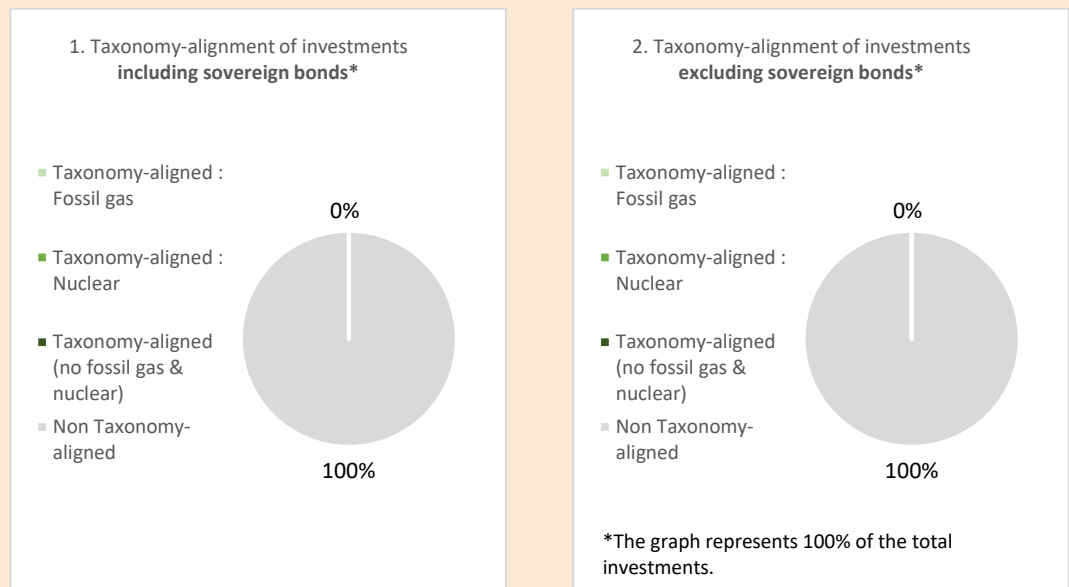 1. Taxonomy-alignment of investments
including sovereign bonds*
Taxonomy-aligned :
Fossil gas
Taxonomy-aligned :
Nuclear
Taxonomy-aligned
(no fossil gas &
nuclear)
Non Taxonomy-
aligned
0%
100%
2. Taxonomy-alignment of investments
excluding sovereign bonds*
Taxonomy-aligned :
Fossil gas
Taxonomy-aligned :
Nuclear
Taxonomy-aligned
(no fossil gas &
nuclear)
Non Taxonomy-
aligned
0%
100%
*The graph represents 100% of the total
investments.